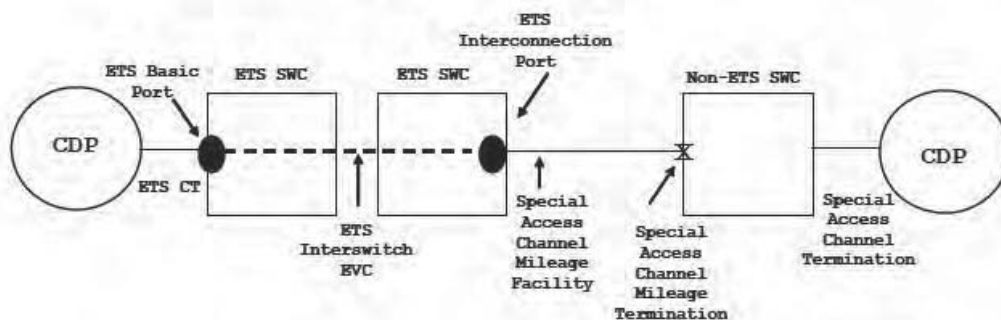 ETS
Interconnection
Port
ETS Basic
Port
ETS SWC
ETS SWC
Non-ETS SWC
CDP
CDP
ETS CT
ETS
Interswitch
EVC
Special
Access
Channel
Mileage
Facility
Special
Access
Channel
Mileage
Termination
Special
Access
Channel
Termination